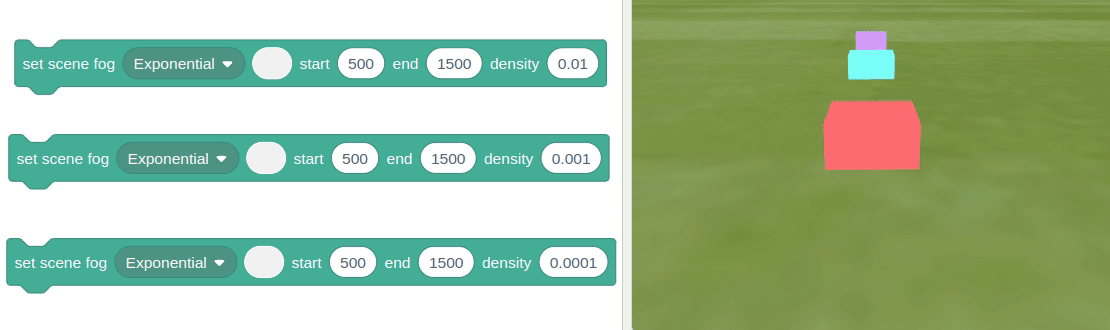 set scene fog Exponential start 500 end 1500 density 0.01
set scene fog Exponential start 500 end 1500 density 0.001
set scene fog Exponential start 500 end 1500 density 0.0001